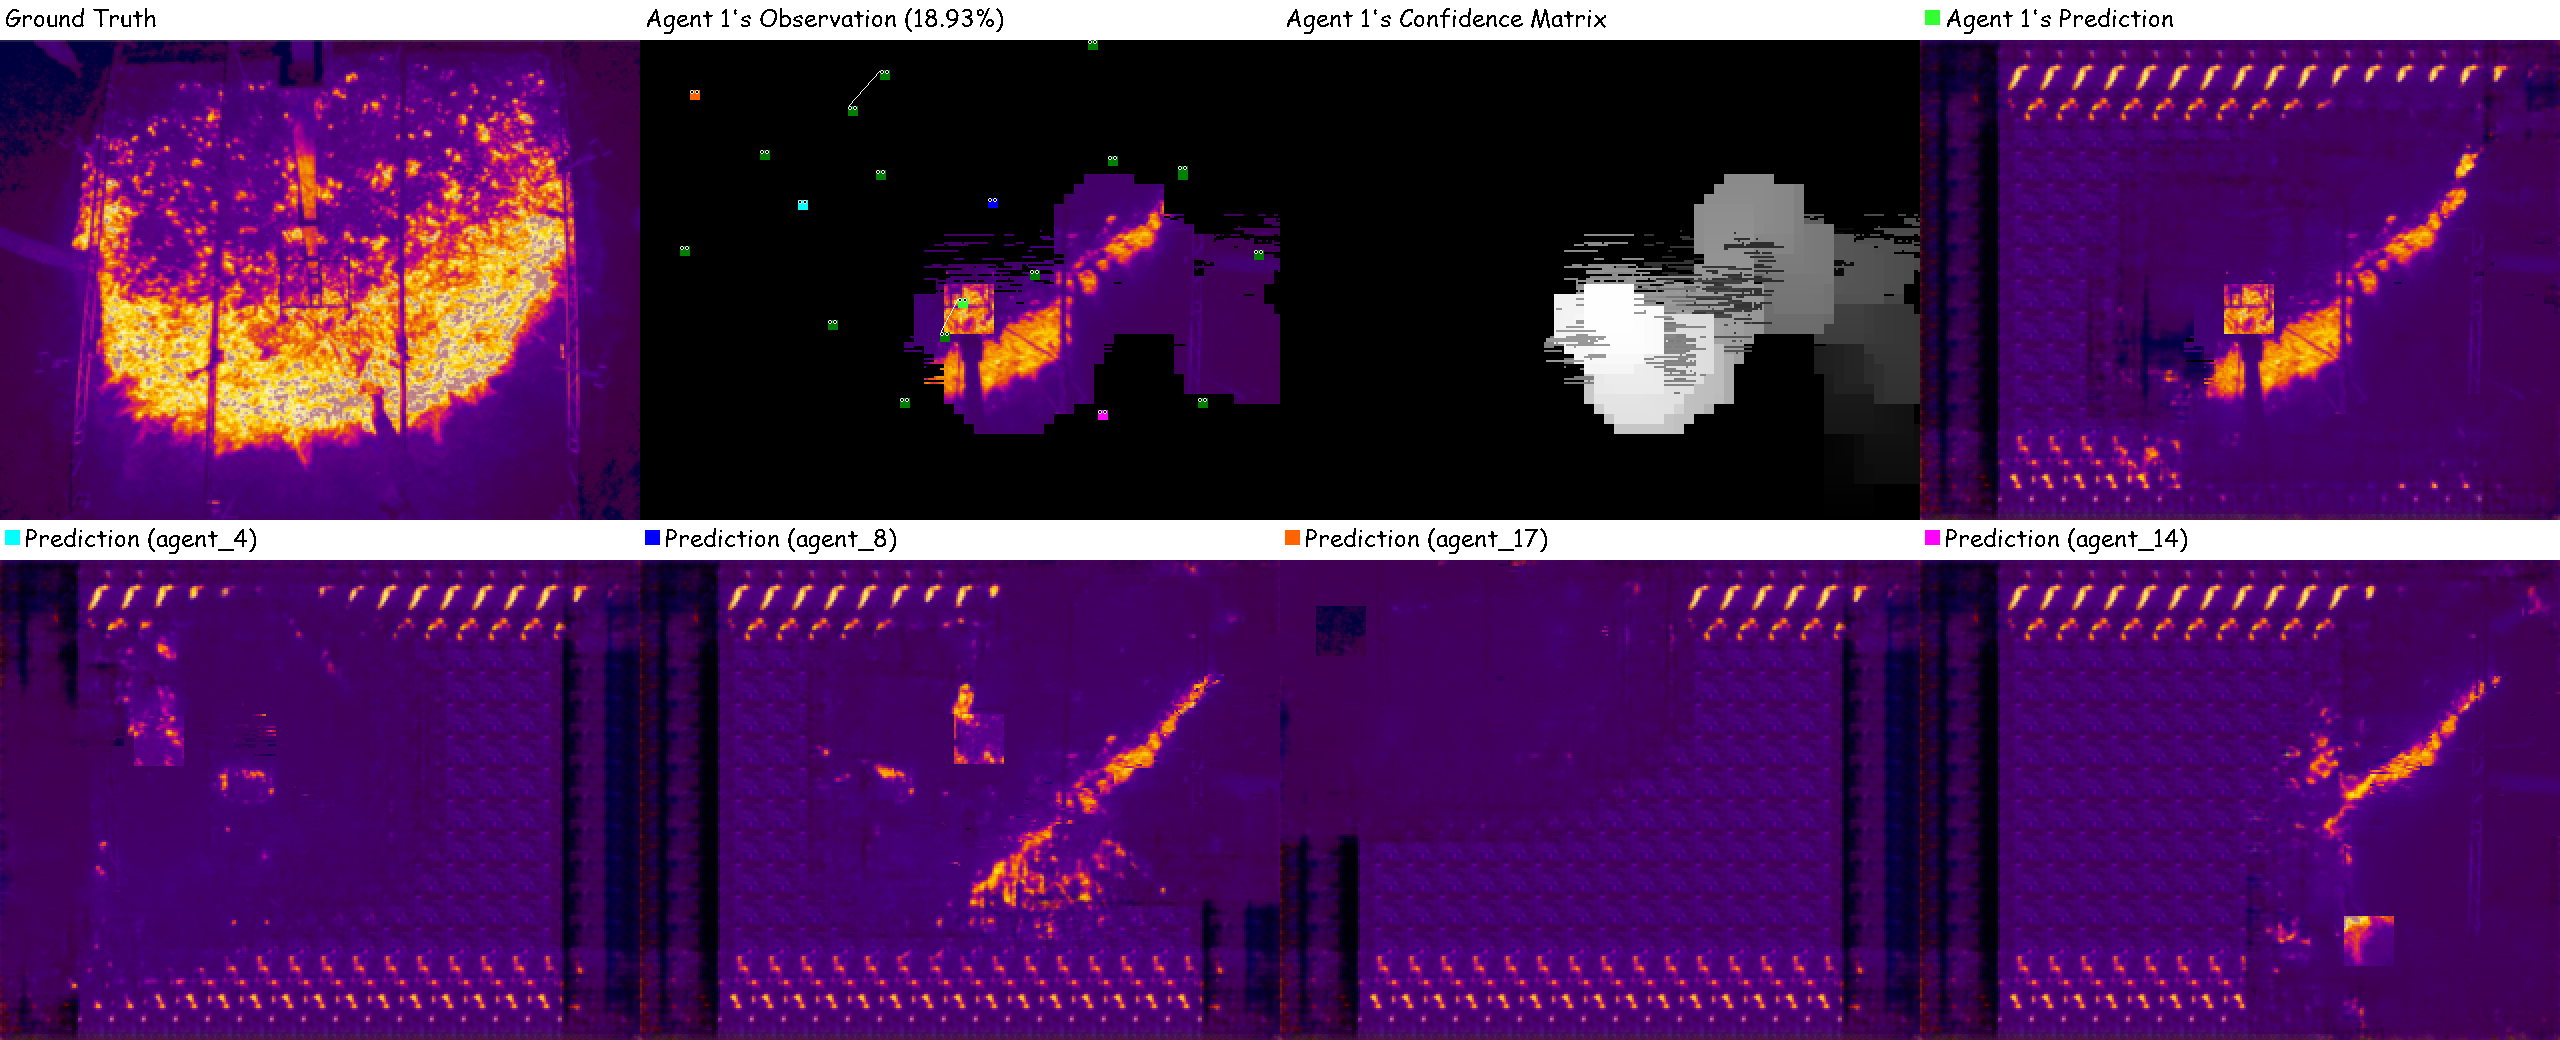 Ground Truth
Agent 1's Observation (18.93%)
Agent 1's Confidence Matrix
Agent 1's Prediction
Prediction (agent_4)
Prediction (agent_8)
Prediction (agent_17)
Prediction (agent_14)